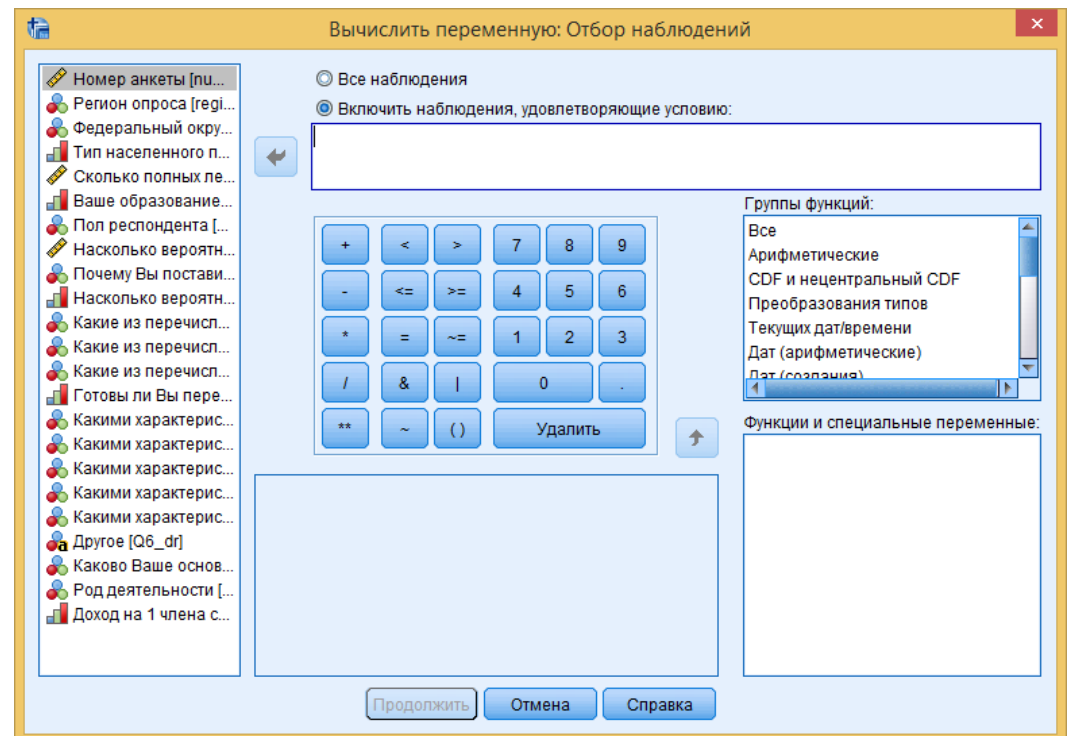 Вычислить переменную: Отбор наблюдений
Номер анкеты [nu...
Регион опроса [regi...
Федеральный окру...
Тип населенного п...
Сколько полных ле...
Ваше образование...
Пол респондента [...
Насколько вероятн...
Почему Вы постави...
Насколько вероятн...
Какие из перечисл...
Какие из перечисл...
Какие из перечисл...
Готовы ли Вы пере...
Какими характерис...
Какими характерис...
Какими характерис...
Какими характерис...
Какими характерис...
Другое [Q6_dr]
Каково Ваше основ...
Род деятельности [...
Доход на 1 члена с...
Все наблюдения
Включить наблюдения, удовлетворяющие условию:
+ < > 7 8 9
- <= >= 4 5 6
* = ~= 1 2 3
/ & | 0 .
** ~ ( ) Удалить
Группы функций:
Все
Арифметические
CDF и нецентральный CDF
Преобразования типов
Текущих дат/времени
Дат (арифметические)
Дат (создания)
Функции и специальные переменные:
Продолжить Отмена Справка